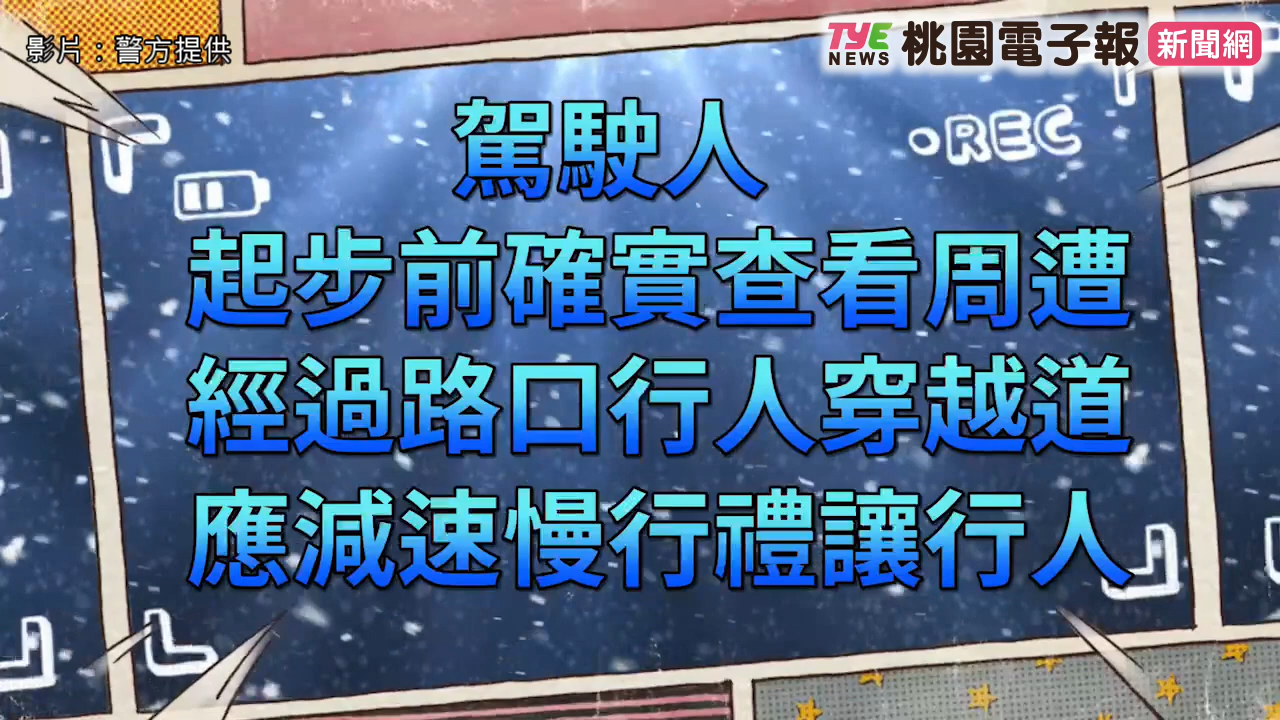 影片：警方提供
TYE NEWS 桃園電子報 新聞網
•REC
駕駛人
起步前確實查看周遭
經過路口行人穿越道
應減速慢行禮讓行人